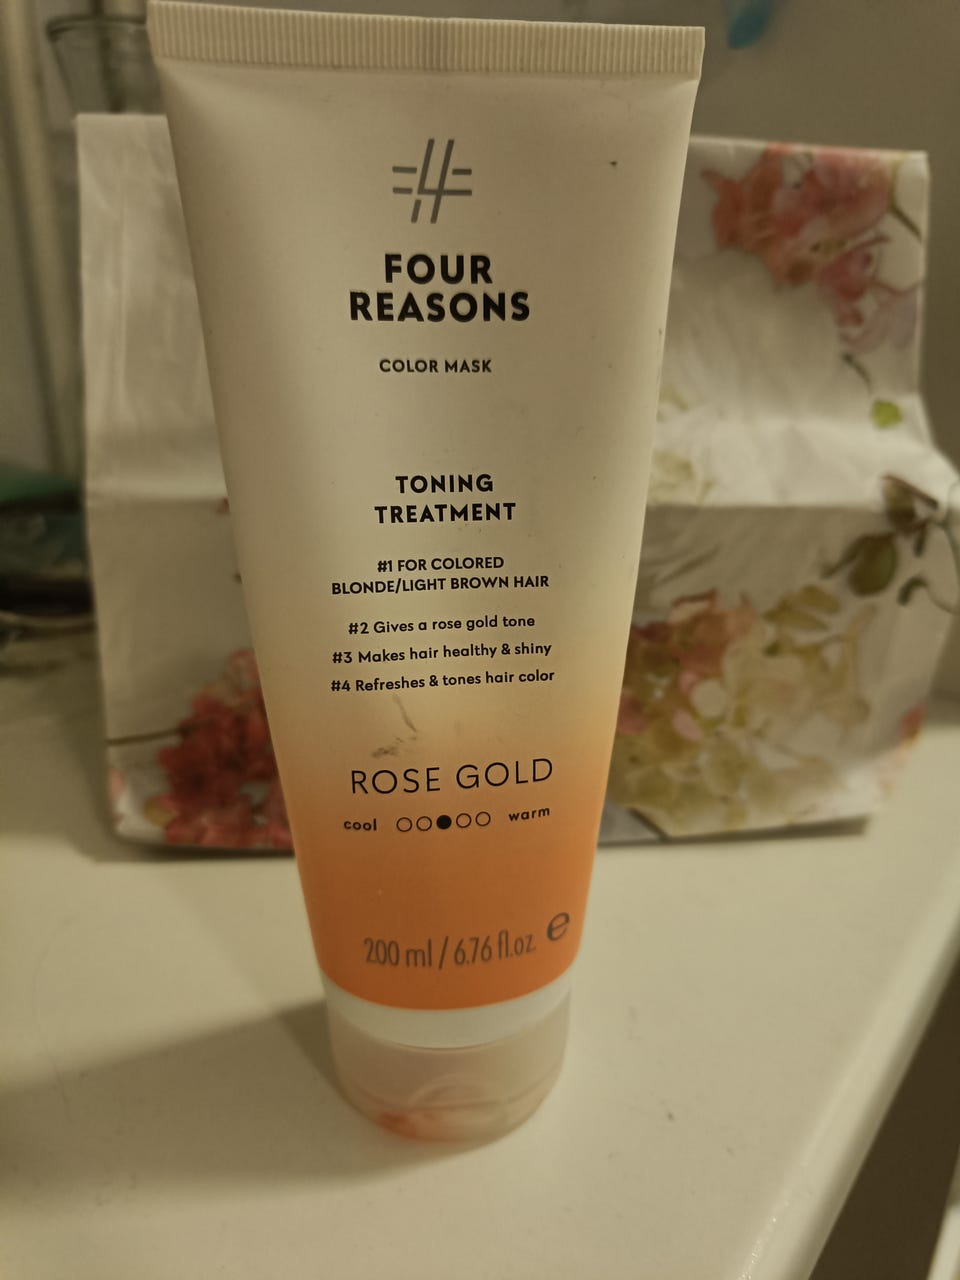 #4
FOUR
REASONS
COLOR MASK
TONING
TREATMENT
#1 FOR COLORED
BLONDE/LIGHT BROWN HAIR
#2 Gives a rose gold tone
#3 Makes hair healthy & shiny
#4 Refreshes & tones hair color
ROSE GOLD
cool warm
200 ml / 6.76 fl.oz. e